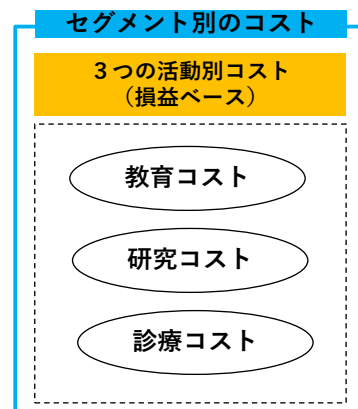 セグメント別のコスト
３つの活動別コスト
（損益ベース）
教育コスト
研究コスト
診療コスト